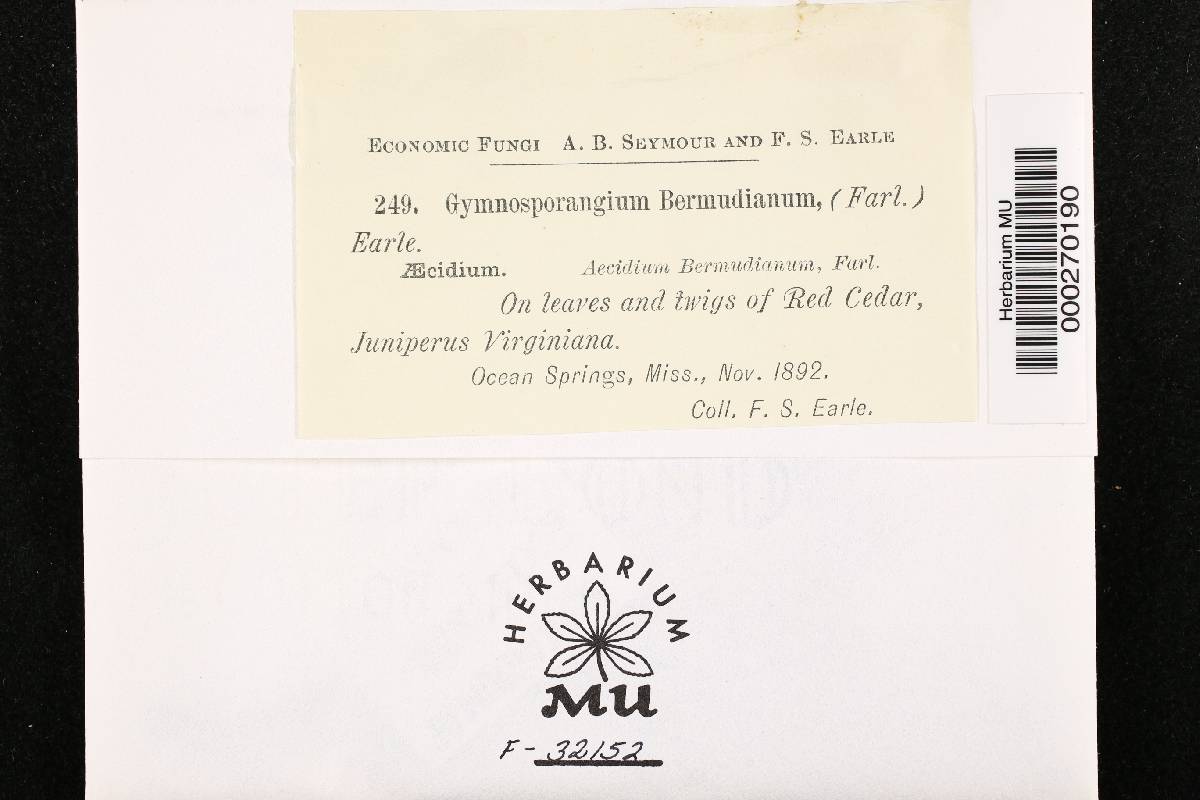 ECONOMIC FUNGI A. B. SEYMOUR AND F. S. EARLE
249. Gymnosporangium Bermudianum, (Farl.)
Earle.
Æcidium. Aecidium Bermudianum, Farl.
On leaves and twigs of Red Cedar,
Juniperus Virginiana.
Ocean Springs, Miss., Nov. 1892.
Coll. F. S. Earle.
Herbarium MU
000270190
HERBARIUM
MU
F-32152